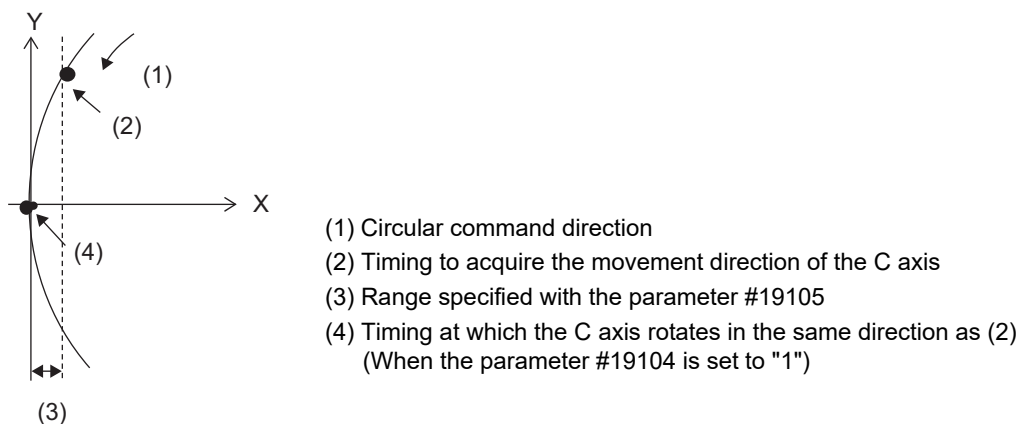 Y
(1)
(2)
X
(4)
(3)
(1) Circular command direction
(2) Timing to acquire the movement direction of the C axis
(3) Range specified with the parameter #19105
(4) Timing at which the C axis rotates in the same direction as (2)
(When the parameter #19104 is set to "1")